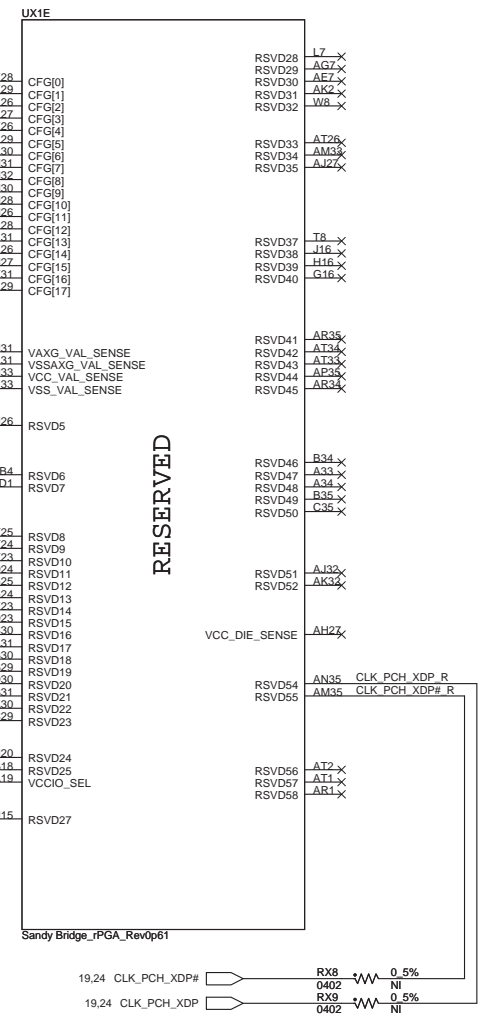 UX1E
28 CFG[0]
29 CFG[1]
26 CFG[2]
27 CFG[3]
26 CFG[4]
29 CFG[5]
30 CFG[6]
31 CFG[7]
32 CFG[8]
30 CFG[9]
28 CFG[10]
26 CFG[11]
28 CFG[12]
31 CFG[13]
26 CFG[14]
27 CFG[15]
31 CFG[16]
29 CFG[17]
31 VAXG_VAL_SENSE
31 VSSAXG_VAL_SENSE
33 VCC_VAL_SENSE
33 VSS_VAL_SENSE
26 RSVD5
B4 RSVD6
D1 RSVD7
25 RSVD8
24 RSVD9
23 RSVD10
24 RSVD11
25 RSVD12
24 RSVD13
23 RSVD14
23 RSVD15
30 RSVD16
31 RSVD17
30 RSVD18
29 RSVD19
30 RSVD20
31 RSVD21
30 RSVD22
29 RSVD23
20 RSVD24
18 RSVD25
19 VCCIO_SEL
15 RSVD27
RESERVED
RSVD28 L7
RSVD29 AG7
RSVD30 AE7
RSVD31 AK2
RSVD32 W8
RSVD33 AT26
RSVD34 AM33
RSVD35 AJ27
RSVD37 T8
RSVD38 J16
RSVD39 H16
RSVD40 G16
RSVD41 AR35
RSVD42 AT34
RSVD43 AT33
RSVD44 AP35
RSVD45 AR34
RSVD46 B34
RSVD47 A33
RSVD48 A34
RSVD49 B35
RSVD50 C35
RSVD51 AJ32
RSVD52 AK32
VCC_DIE_SENSE AH27
RSVD54 AN35 CLK_PCH_XDP_R
RSVD55 AM35 CLK_PCH_XDP#_R
RSVD56 AT2
RSVD57 AT1
RSVD58 AR1
Sandy Bridge_rPGA_Rev0p61
19,24 CLK_PCH_XDP# RX8 0_5%
0402 NI
19,24 CLK_PCH_XDP RX9 0_5%
0402 NI